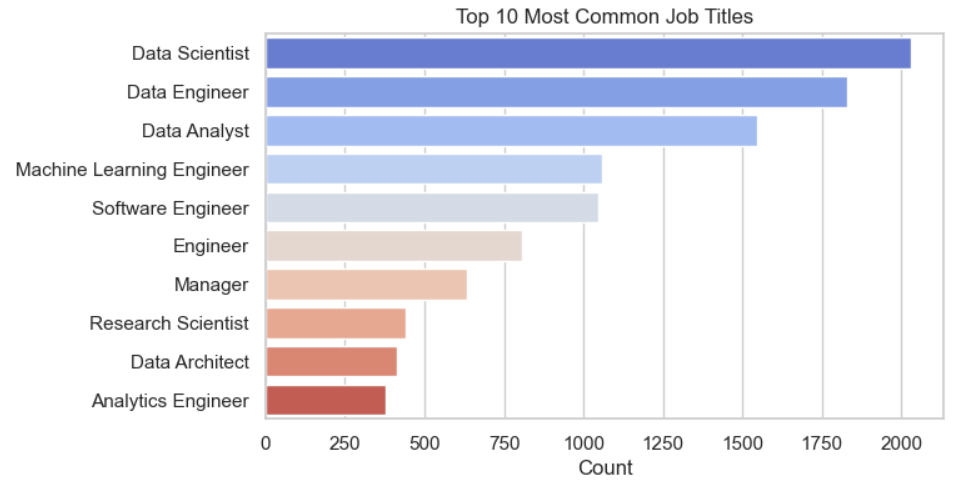 Top 10 Most Common Job Titles
Data Scientist
Data Engineer
Data Analyst
Machine Learning Engineer
Software Engineer
Engineer
Manager
Research Scientist
Data Architect
Analytics Engineer
0 250 500 750 1000 1250 1500 1750 2000
Count